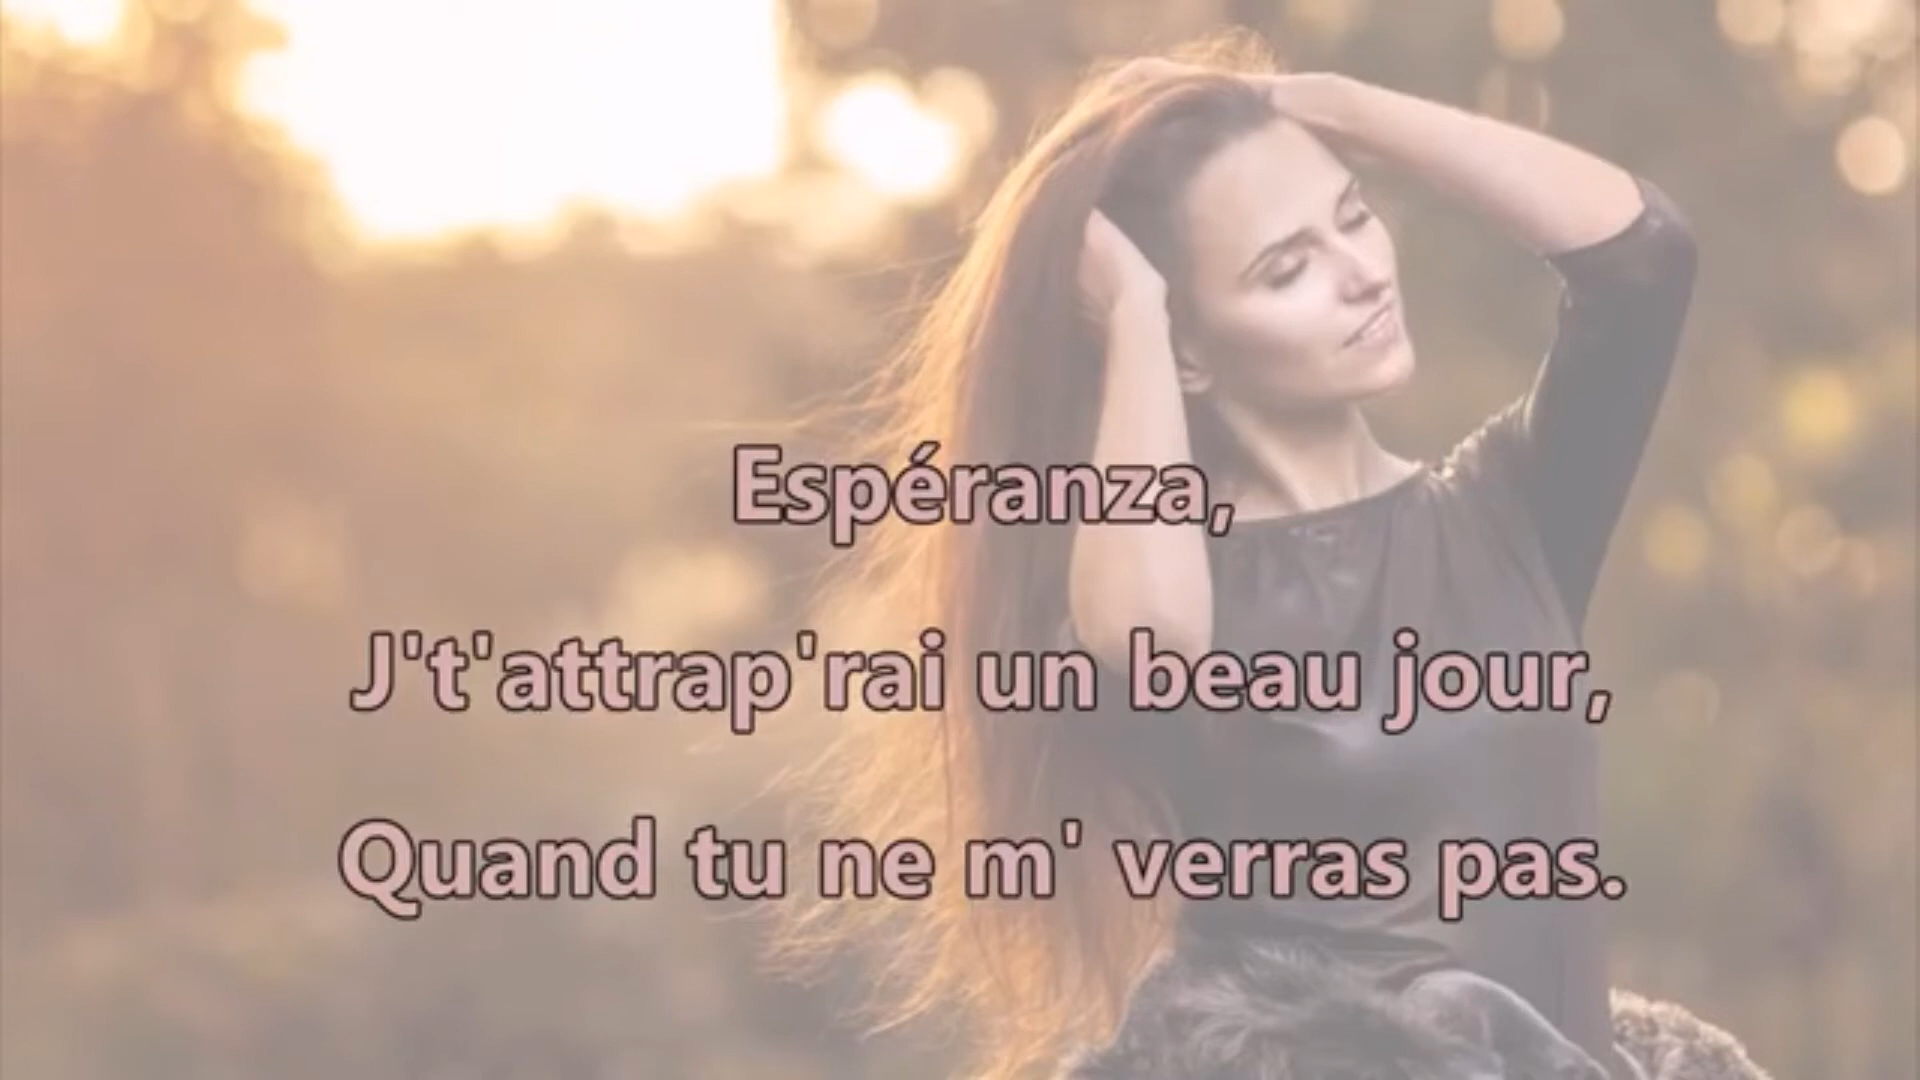 Espéranza,
J't'attrap'rai un beau jour,
Quand tu ne m' verras pas.